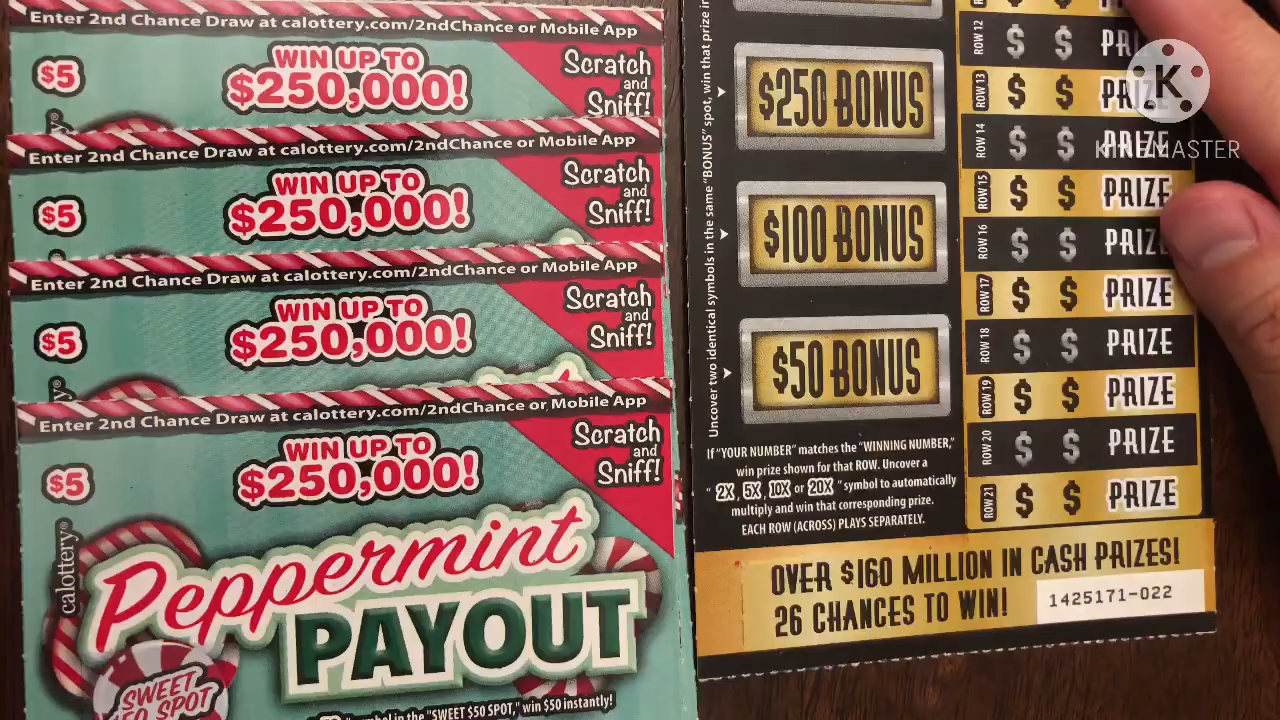 Enter 2nd Chance Draw at calottery.com/2ndChance or Mobile App
$5
WIN UP TO
$250,000!
Scratch
and
Sniff!
Enter 2nd Chance Draw at calottery.com/2ndChance or Mobile App
$5
WIN UP TO
$250,000!
Scratch
and
Sniff!
Enter 2nd Chance Draw at calottery.com/2ndChance or Mobile App
$5
WIN UP TO
$250,000!
Scratch
and
Sniff!
Enter 2nd Chance Draw at calottery.com/2ndChance or Mobile App
$5
WIN UP TO
$250,000!
Scratch
and
Sniff!
calottery®
Peppermint
PAYOUT
SWEET
$50 SPOT
symbol in the "SWEET $50 SPOT," win $50 instantly!
Uncover two identical symbols in the same "BONUS" spot, win that prize in
$250 BONUS
$100 BONUS
$50 BONUS
IF "YOUR NUMBER" matches the "WINNING NUMBER,"
win prize shown for that ROW. Uncover a
"2X, 5X, 10X or 20X" symbol to automatically
multiply and win that corresponding prize.
EACH ROW (ACROSS) PLAYS SEPARATELY.
ROW 12 $ $ PRI
ROW 13 $ $ PRIZE
ROW 14 $ $ PRIZE
ROW 15 $ $ PRIZE
ROW 16 $ $ PRIZ
ROW 17 $ $ PRIZE
ROW 18 $ $ PRIZE
ROW 19 $ $ PRIZE
ROW 20 $ $ PRIZE
ROW 21 $ $ PRIZE
OVER $160 MILLION IN CASH PRIZES!
26 CHANCES TO WIN!
1425171-022
K
KINEMASTER